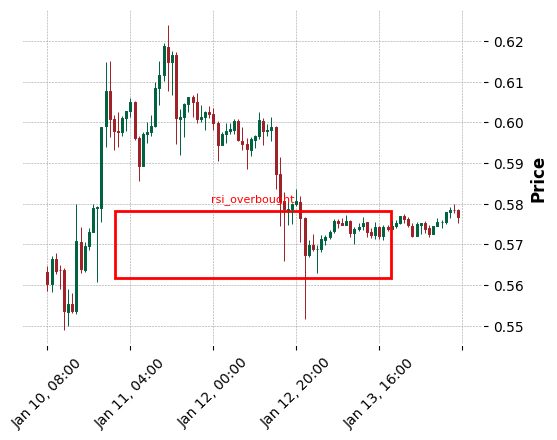 0.62
0.61
0.60
0.59
0.58
0.57
0.56
0.55
Price
rsi_overbought
Jan 10, 08:00
Jan 11, 04:00
Jan 12, 00:00
Jan 12, 20:00
Jan 13, 16:00